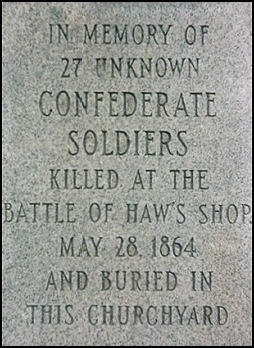 IN MEMORY OF
27 UNKNOWN
CONFEDERATE
SOLDIERS
KILLED AT THE
BATTLE OF HAW'S SHOP,
MAY 28, 1864
AND BURIED IN
THIS CHURCHYARD